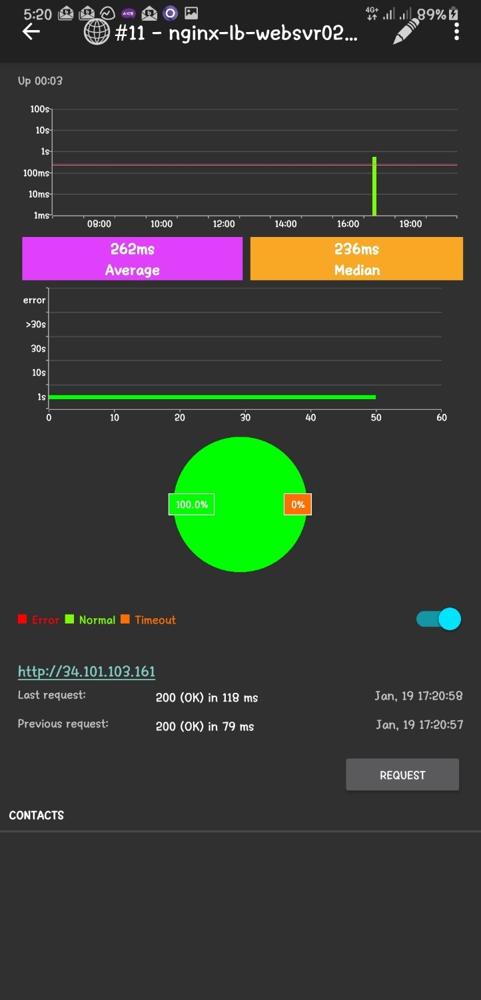 5:20 AXIS 4G+ 89%
#11 - nginx-lb-websvr02...
Up 00:03
100s
10s
1s
100ms
10ms
1ms
08:00 10:00 12:00 14:00 16:00 18:00
262ms
Average
236ms
Median
error
>30s
30s
10s
1s
0 10 20 30 40 50 60
100.0% 0%
Error Normal Timeout
http://34.101.103.161
Last request: 200 (OK) in 118 ms Jan, 19 17:20:58
Previous request: 200 (OK) in 79 ms Jan, 19 17:20:57
REQUEST
CONTACTS